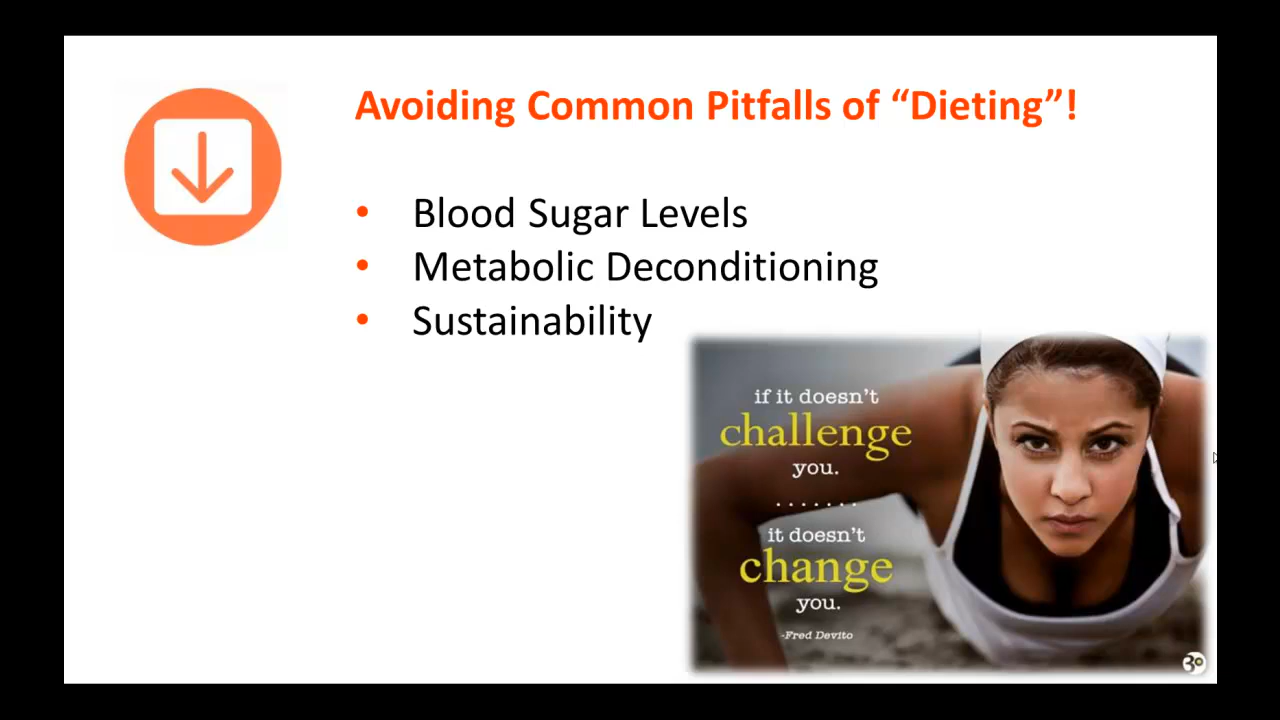 Avoiding Common Pitfalls of “Dieting”!
• Blood Sugar Levels
• Metabolic Deconditioning
• Sustainability
if it doesn't
challenge
you.
.......
it doesn't
change
you.
-Fred Devito
3°